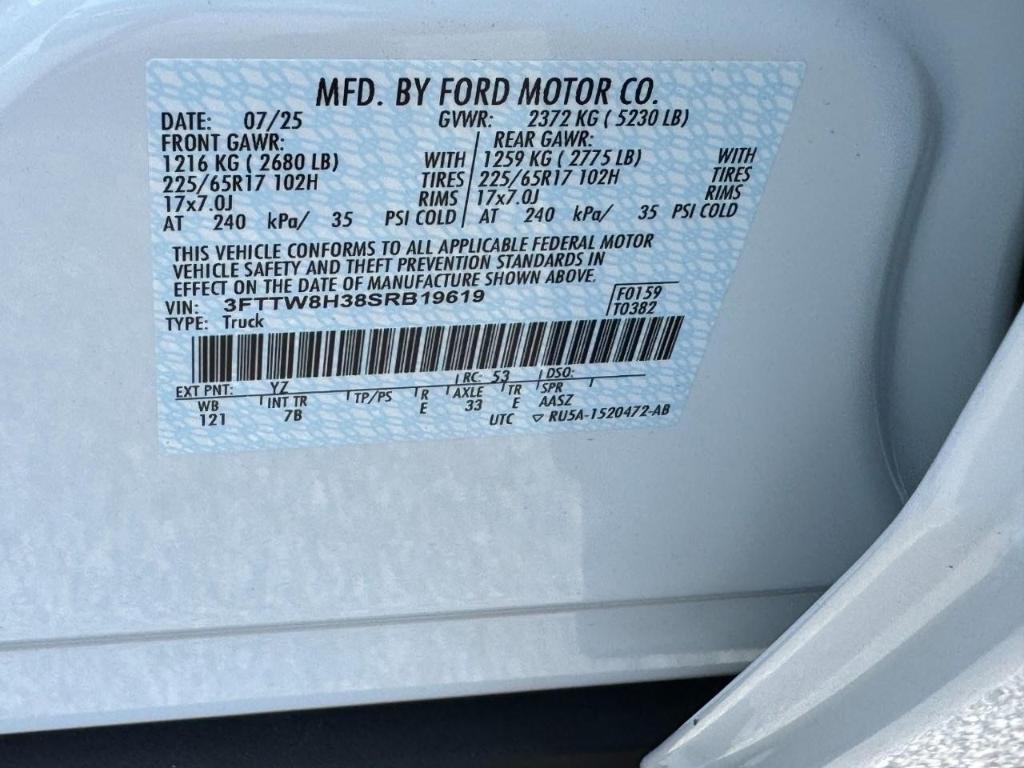 MFD. BY FORD MOTOR CO.
DATE: 07/25 GVWR: 2372 KG ( 5230 LB)
FRONT GAWR: REAR GAWR:
1216 KG ( 2680 LB) WITH 1259 KG ( 2775 LB) WITH
225/65R17 102H TIRES 225/65R17 102H TIRES
17x7.0J RIMS 17x7.0J RIMS
AT 240 kPa/ 35 PSI COLD AT 240 kPa/ 35 PSI COLD
THIS VEHICLE CONFORMS TO ALL APPLICABLE FEDERAL MOTOR
VEHICLE SAFETY AND THEFT PREVENTION STANDARDS IN
EFFECT ON THE DATE OF MANUFACTURE SHOWN ABOVE.
VIN: 3FTTW8H38SRB19619 F0159
TYPE: Truck T0382
EXT PNT: YZ RC: 53 DSO:
WB INT TR TP/PS R AXLE TR SPR
121 7B E 33 E AASZ
UTC ▽ RU5A-1520472-AB